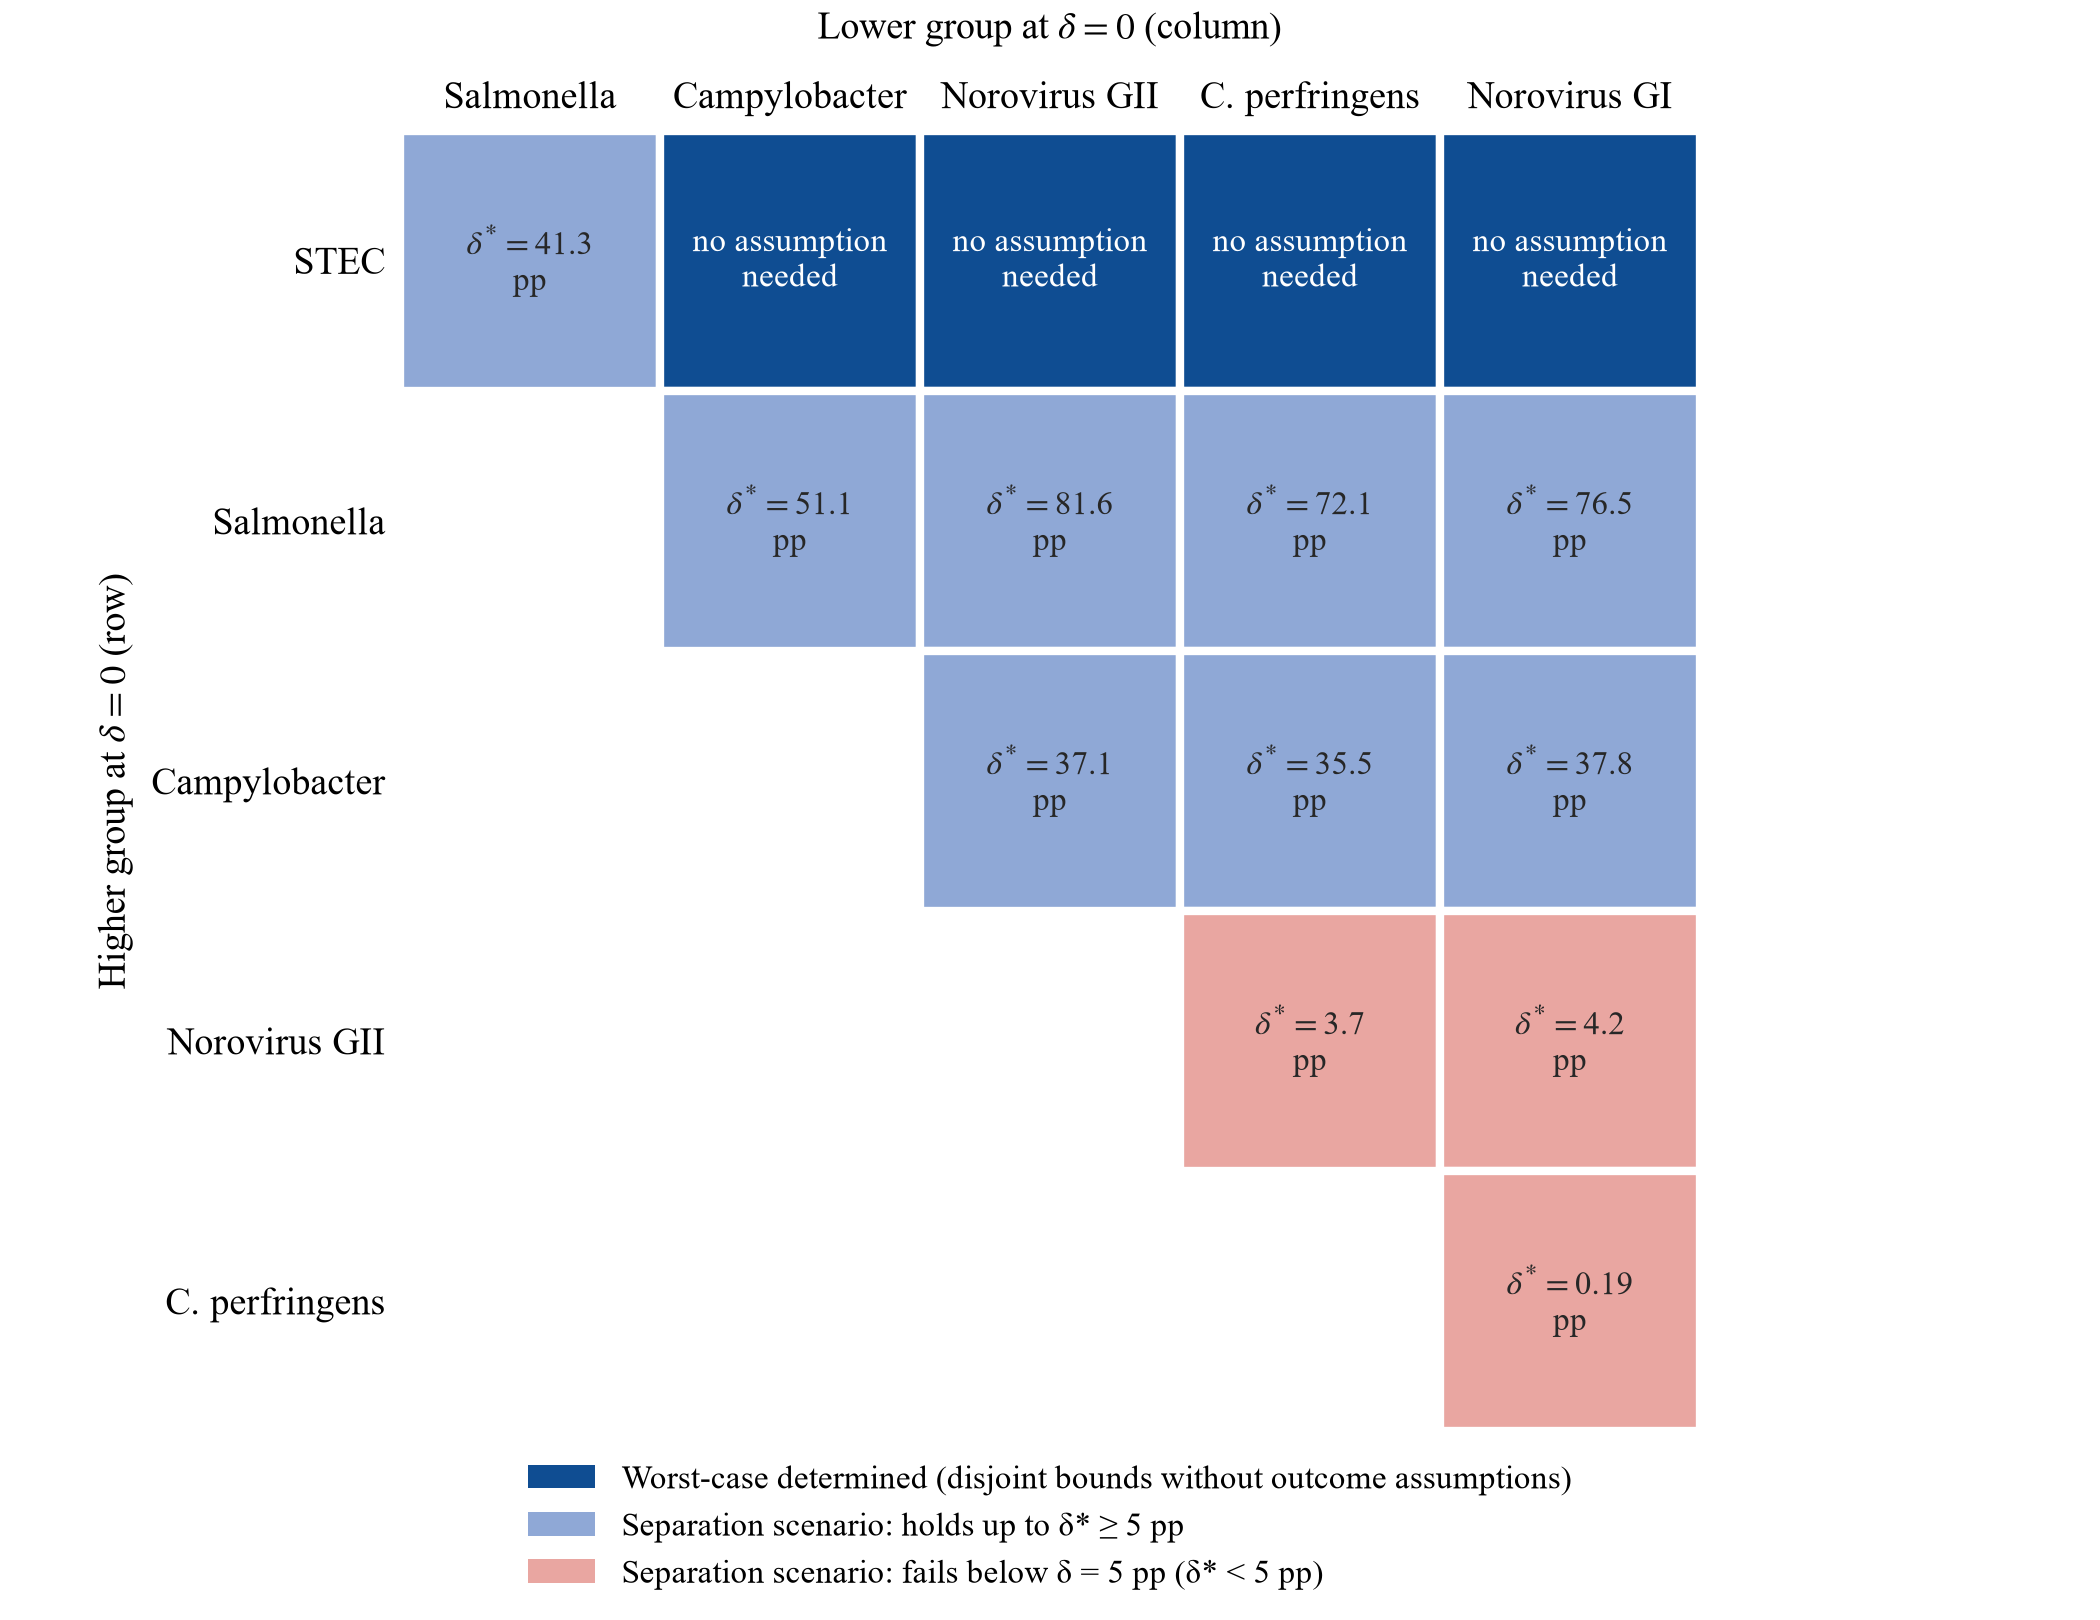 Lower group at δ = 0 (column)
Salmonella Campylobacter Norovirus GII C. perfringens Norovirus GI
STEC
δ* = 41.3
pp
no assumption
needed
no assumption
needed
no assumption
needed
no assumption
needed
Salmonella
δ* = 51.1
pp
δ* = 81.6
pp
δ* = 72.1
pp
δ* = 76.5
pp
Higher group at δ = 0 (row)
Campylobacter
δ* = 37.1
pp
δ* = 35.5
pp
δ* = 37.8
pp
Norovirus GII
δ* = 3.7
pp
δ* = 4.2
pp
C. perfringens
δ* = 0.19
pp
Worst-case determined (disjoint bounds without outcome assumptions)
Separation scenario: holds up to δ* ≥ 5 pp
Separation scenario: fails below δ = 5 pp (δ* < 5 pp)